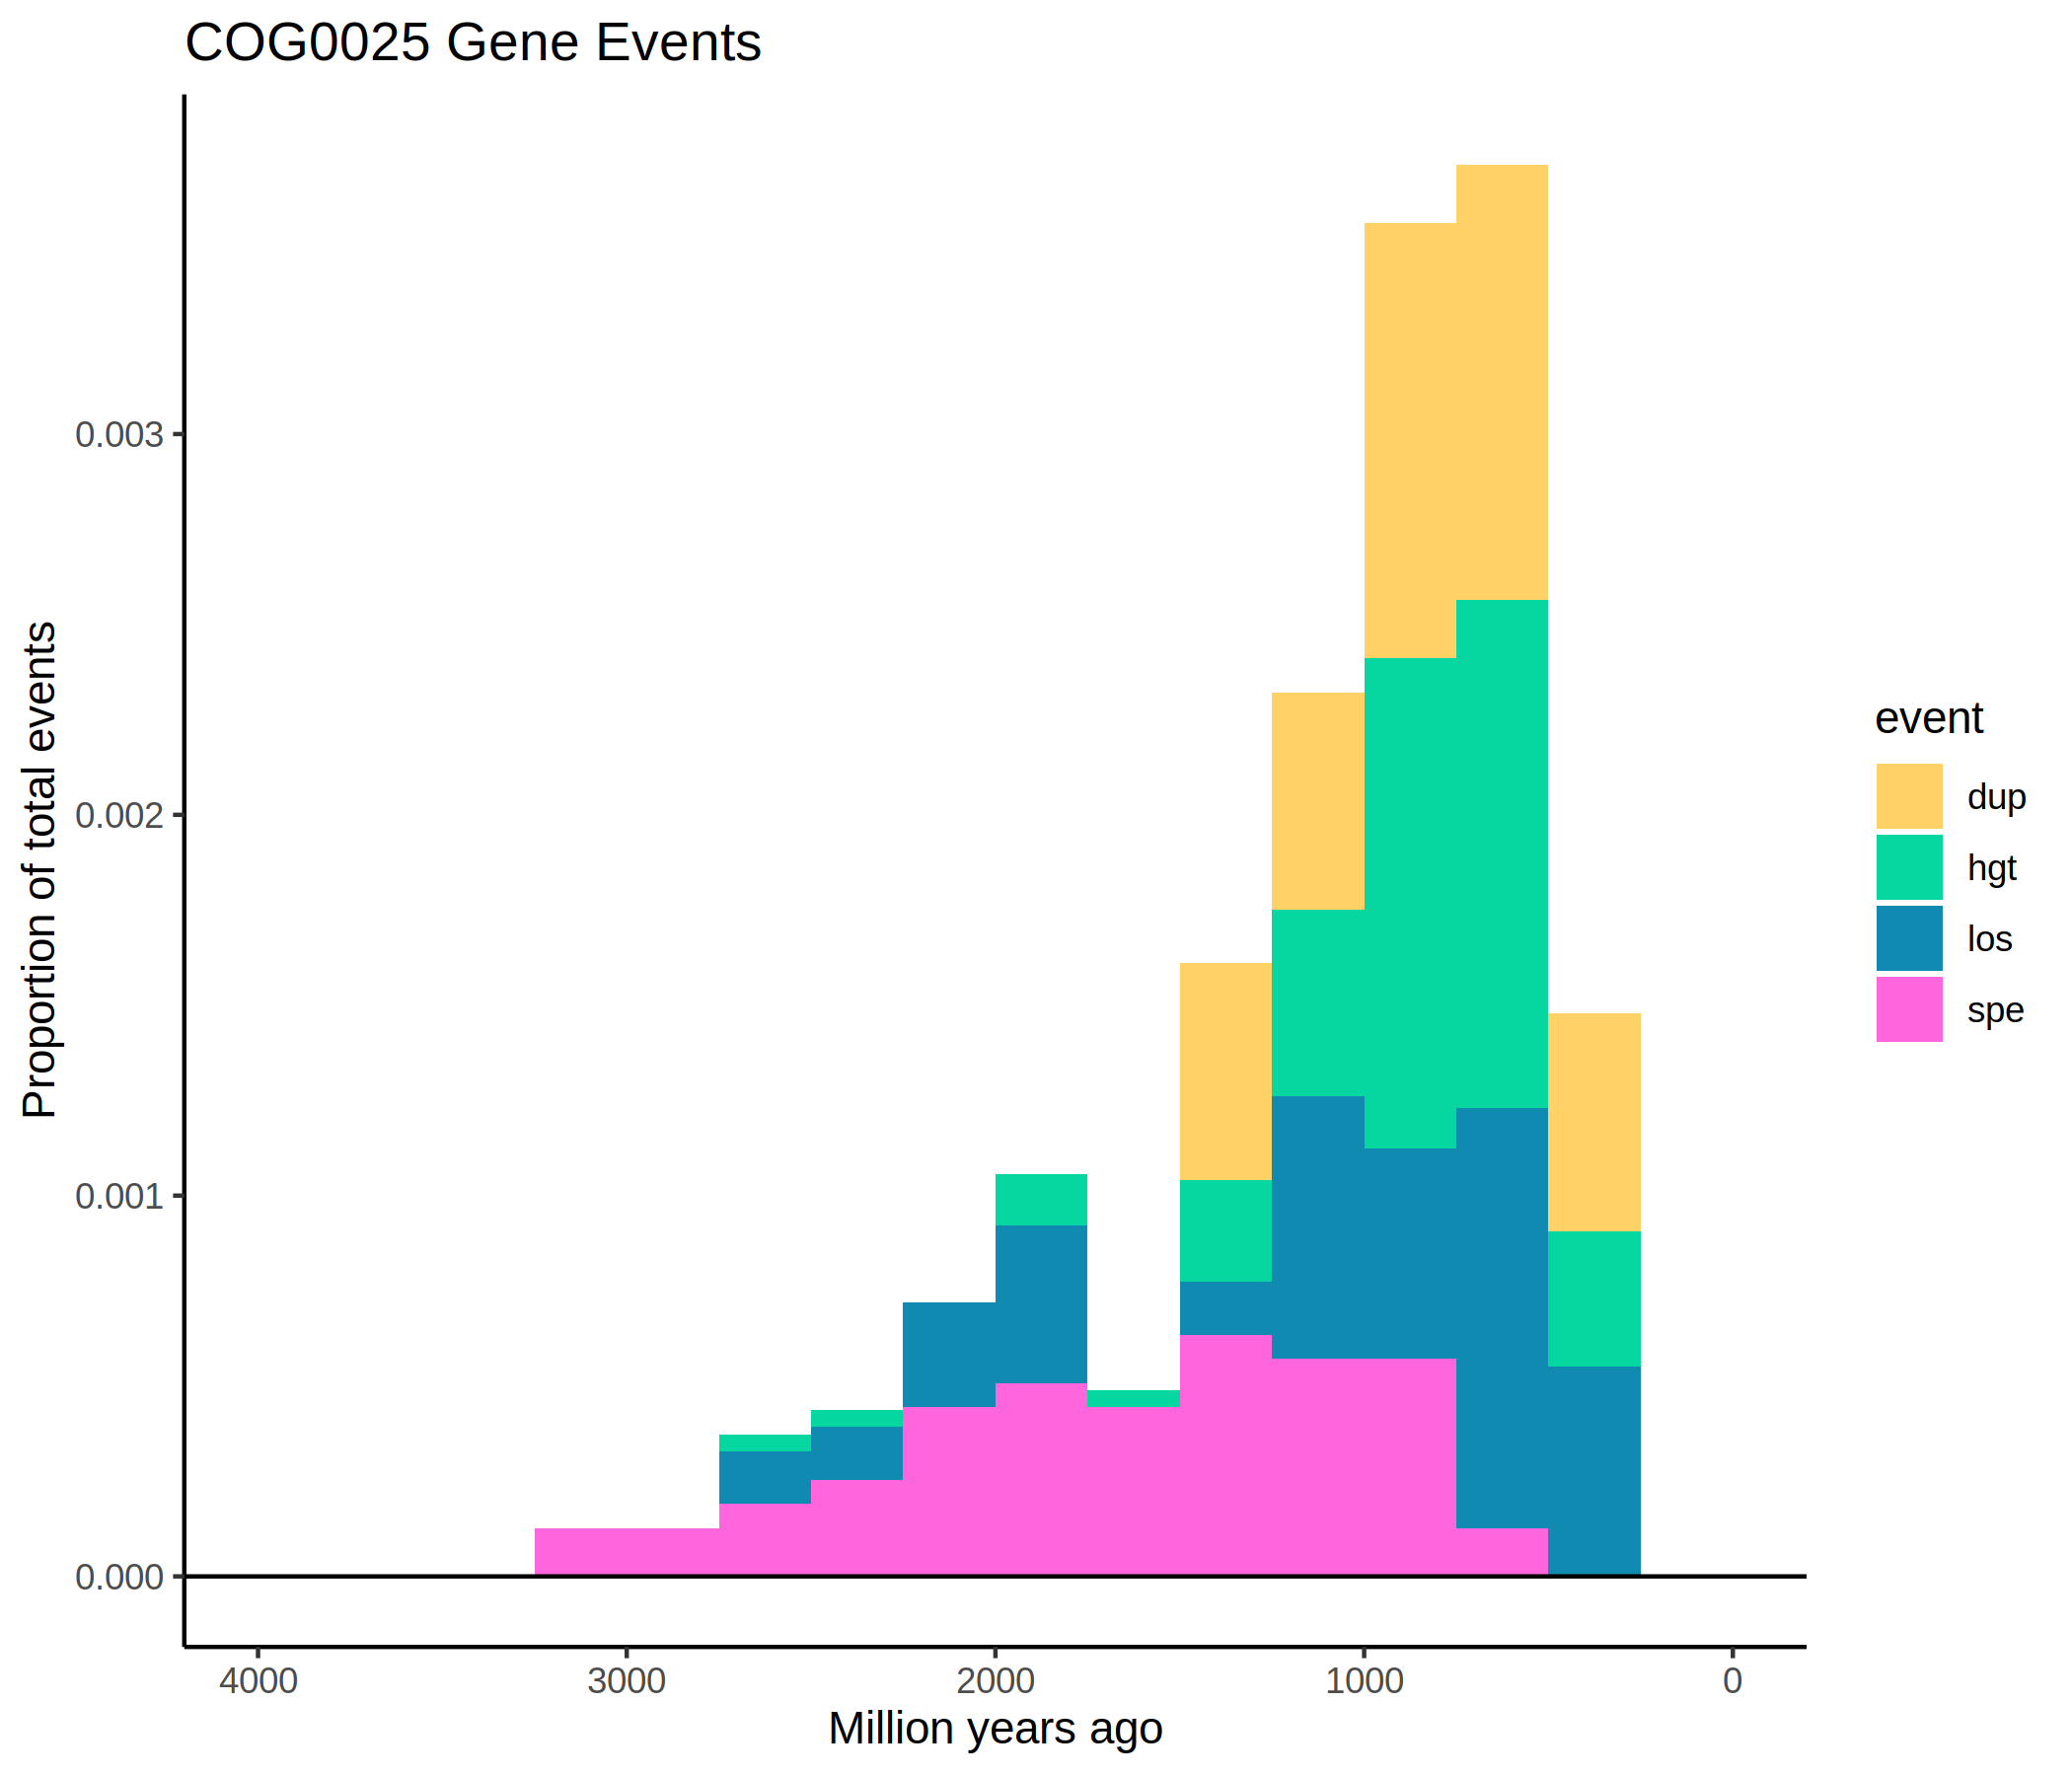 COG0025 Gene Events
Proportion of total events
0.003
0.002
0.001
0.000
4000 3000 2000 1000 0
Million years ago
event
dup
hgt
los
spe